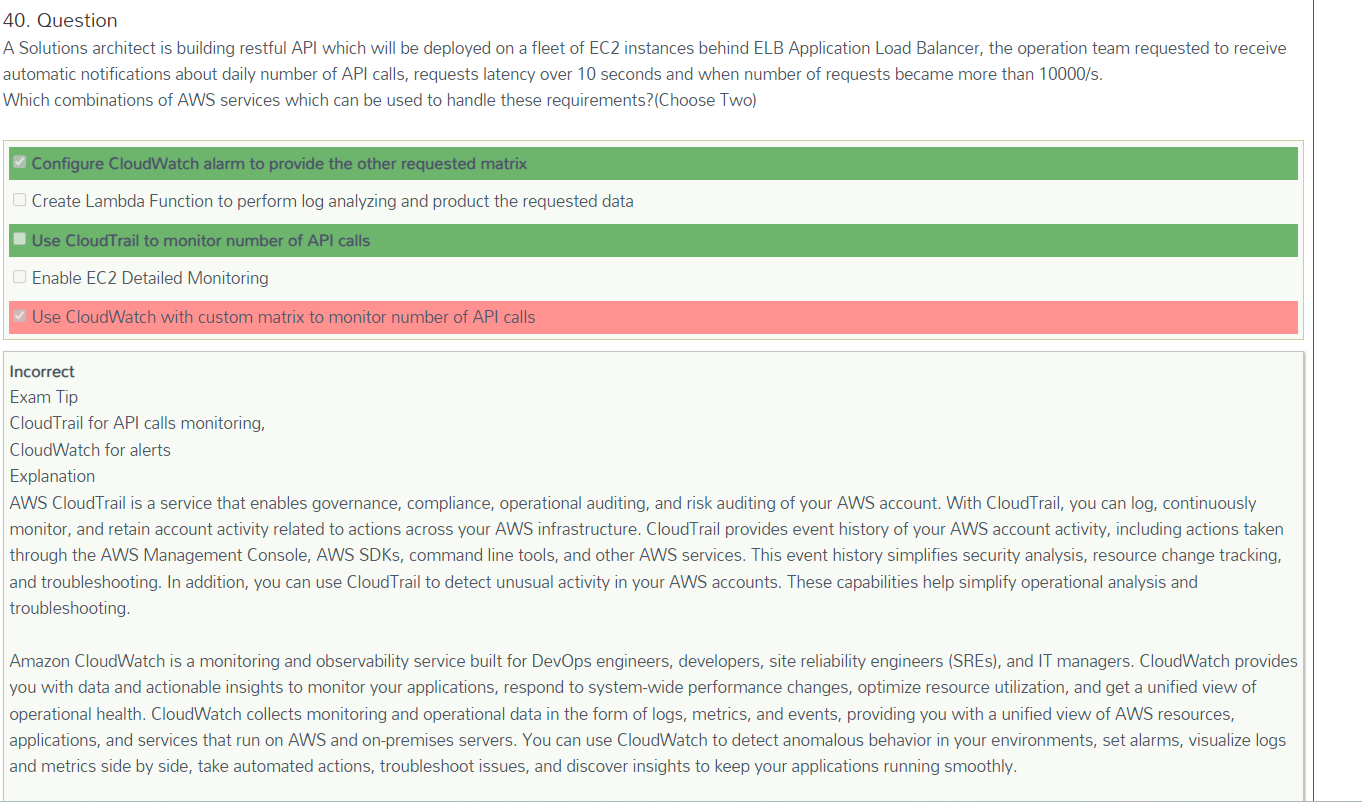 40. Question
A Solutions architect is building restful API which will be deployed on a fleet of EC2 instances behind ELB Application Load Balancer, the operation team requested to receive
automatic notifications about daily number of API calls, requests latency over 10 seconds and when number of requests became more than 10000/s.
Which combinations of AWS services which can be used to handle these requirements?(Choose Two)
Configure CloudWatch alarm to provide the other requested matrix
Create Lambda Function to perform log analyzing and product the requested data
Use CloudTrail to monitor number of API calls
Enable EC2 Detailed Monitoring
Use CloudWatch with custom matrix to monitor number of API calls
Incorrect
Exam Tip
CloudTrail for API calls monitoring,
CloudWatch for alerts
Explanation
AWS CloudTrail is a service that enables governance, compliance, operational auditing, and risk auditing of your AWS account. With CloudTrail, you can log, continuously
monitor, and retain account activity related to actions across your AWS infrastructure. CloudTrail provides event history of your AWS account activity, including actions taken
through the AWS Management Console, AWS SDKs, command line tools, and other AWS services. This event history simplifies security analysis, resource change tracking,
and troubleshooting. In addition, you can use CloudTrail to detect unusual activity in your AWS accounts. These capabilities help simplify operational analysis and
troubleshooting.
Amazon CloudWatch is a monitoring and observability service built for DevOps engineers, developers, site reliability engineers (SREs), and IT managers. CloudWatch provides
you with data and actionable insights to monitor your applications, respond to system-wide performance changes, optimize resource utilization, and get a unified view of
operational health. CloudWatch collects monitoring and operational data in the form of logs, metrics, and events, providing you with a unified view of AWS resources,
applications, and services that run on AWS and on-premises servers. You can use CloudWatch to detect anomalous behavior in your environments, set alarms, visualize logs
and metrics side by side, take automated actions, troubleshoot issues, and discover insights to keep your applications running smoothly.